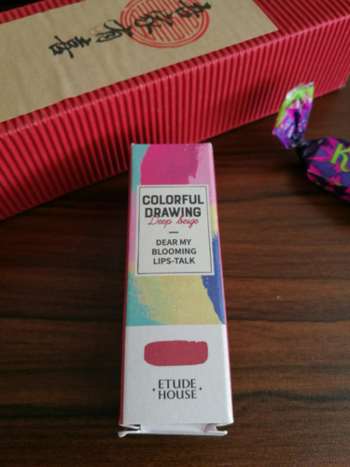 COLORFUL
DRAWING
Deep beige
DEAR MY
BLOOMING
LIPS-TALK
ETUDE
HOUSE